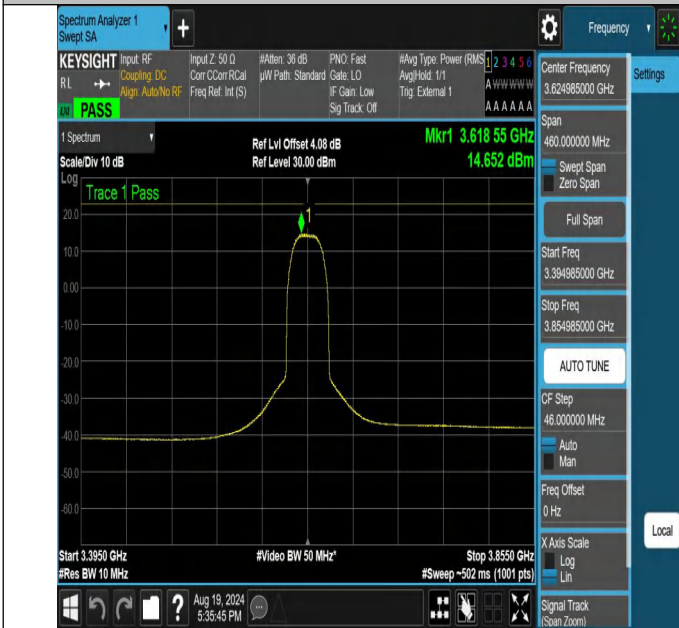 Spectrum Analyzer 1
Swept SA
Frequency
KEYSIGHT
RL
PASS
Input: RF
Coupling: DC
Align: Auto/No RF
Input Z: 50 Ω
Corr CCorr RCal
Freq Ref: Int (S)
#Atten: 36 dB
µW Path: Standard
PNO: Fast
Gate: LO
IF Gain: Low
Sig Track: Off
#Avg Type: Power (RMS
Avg|Hold: 1/1
Trig: External 1
1 2 3 4 5 6
A W W W W W
A A A A A A
1 Spectrum
Scale/Div 10 dB
Log
Ref Lvl Offset 4.08 dB
Ref Level 30.00 dBm
Mkr1 3.618 55 GHz
14.652 dBm
Trace 1 Pass
1
20.0
10.0
0.00
-10.0
-20.0
-30.0
-40.0
-50.0
-60.0
Start 3.3950 GHz
#Res BW 10 MHz
#Video BW 50 MHz*
Stop 3.8550 GHz
#Sweep ~502 ms (1001 pts)
?
Aug 19, 2024
5:35:45 PM
Center Frequency
3.624985000 GHz
Span
460.000000 MHz
Swept Span
Zero Span
Full Span
Start Freq
3.394985000 GHz
Stop Freq
3.854985000 GHz
AUTO TUNE
CF Step
46.000000 MHz
Auto
Man
Freq Offset
0 Hz
X Axis Scale
Log
Lin
Signal Track
(Span Zoom)
Settings
Local